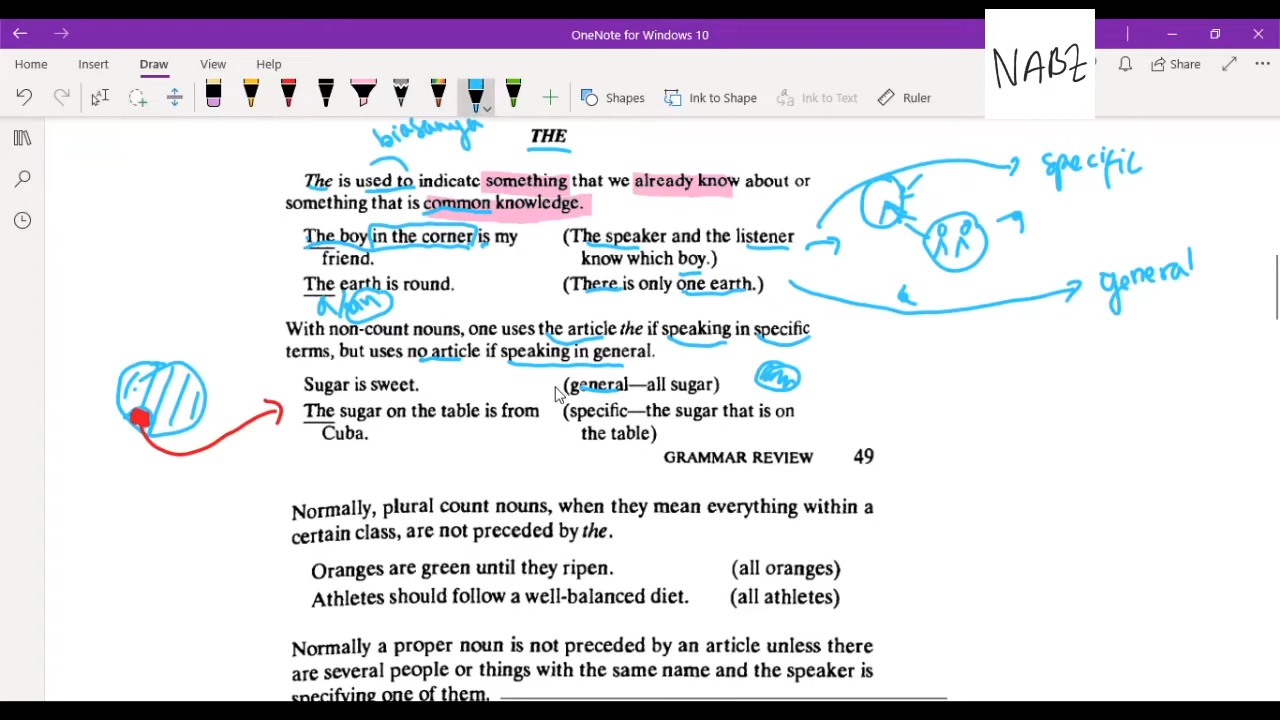 OneNote for Windows 10
NABZ
Home Insert Draw View Help
Share
Shapes Ink to Shape Ink to Text Ruler
biasanya
THE
specific
The is used to indicate something that we already know about or
something that is common knowledge.
The boy in the corner is my (The speaker and the listener
friend. know which boy.)
The earth is round. (There is only one earth.)
general
a/an
With non-count nouns, one uses the article the if speaking in specific
terms, but uses no article if speaking in general.
Sugar is sweet. (general—all sugar)
The sugar on the table is from (specific—the sugar that is on
Cuba. the table)
GRAMMAR REVIEW 49
Normally, plural count nouns, when they mean everything within a
certain class, are not preceded by the.
Oranges are green until they ripen. (all oranges)
Athletes should follow a well-balanced diet. (all athletes)
Normally a proper noun is not preceded by an article unless there
are several people or things with the same name and the speaker is
specifying one of them.